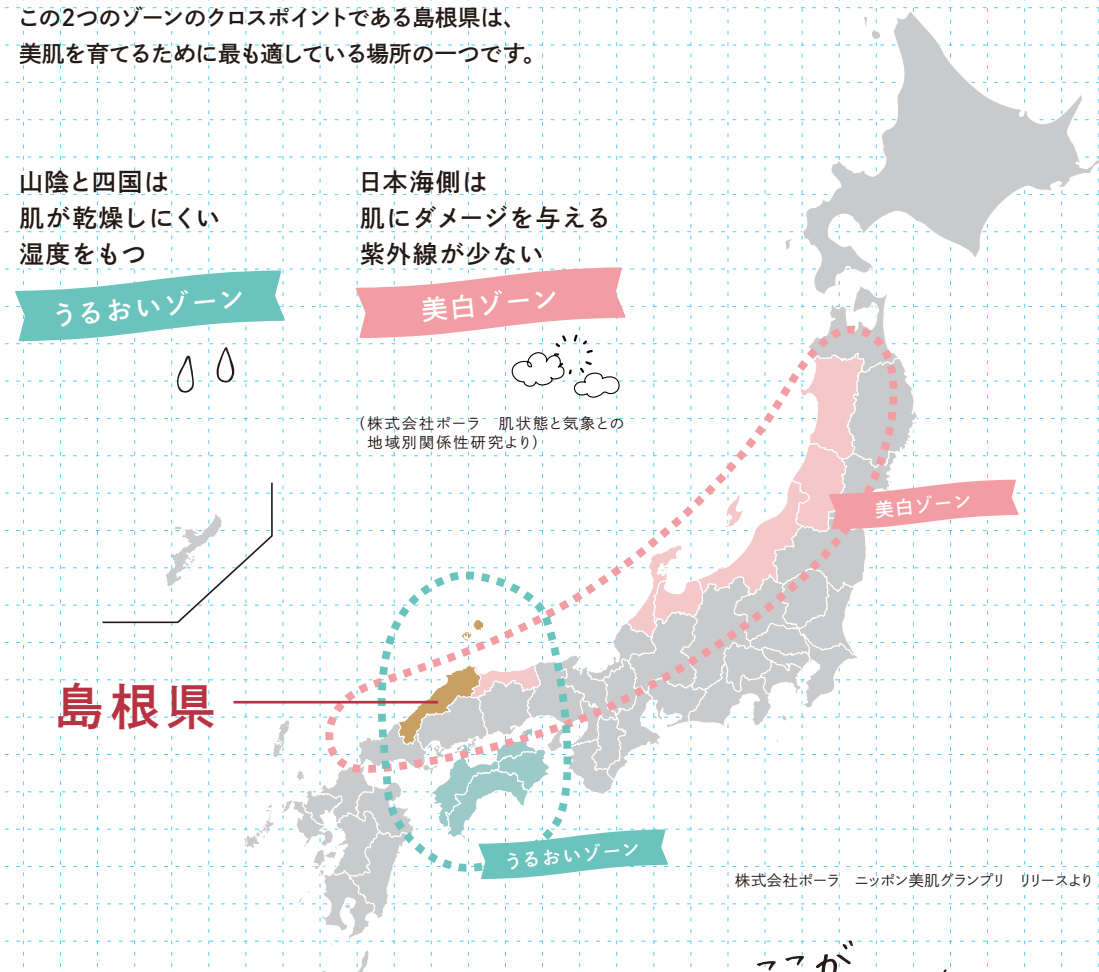 この2つのゾーンのクロスポイントである島根県は、
美肌を育てるために最も適している場所の一つです。
山陰と四国は
肌が乾燥しにくい
湿度をもつ
うるおいゾーン
日本海側は
肌にダメージを与える
紫外線が少ない
美白ゾーン
(株式会社ポーラ　肌状態と気象との
地域別関係性研究より)
美白ゾーン
島根県
うるおいゾーン
株式会社ポーラ　ニッポン美肌グランプリ　リリースより
ここが